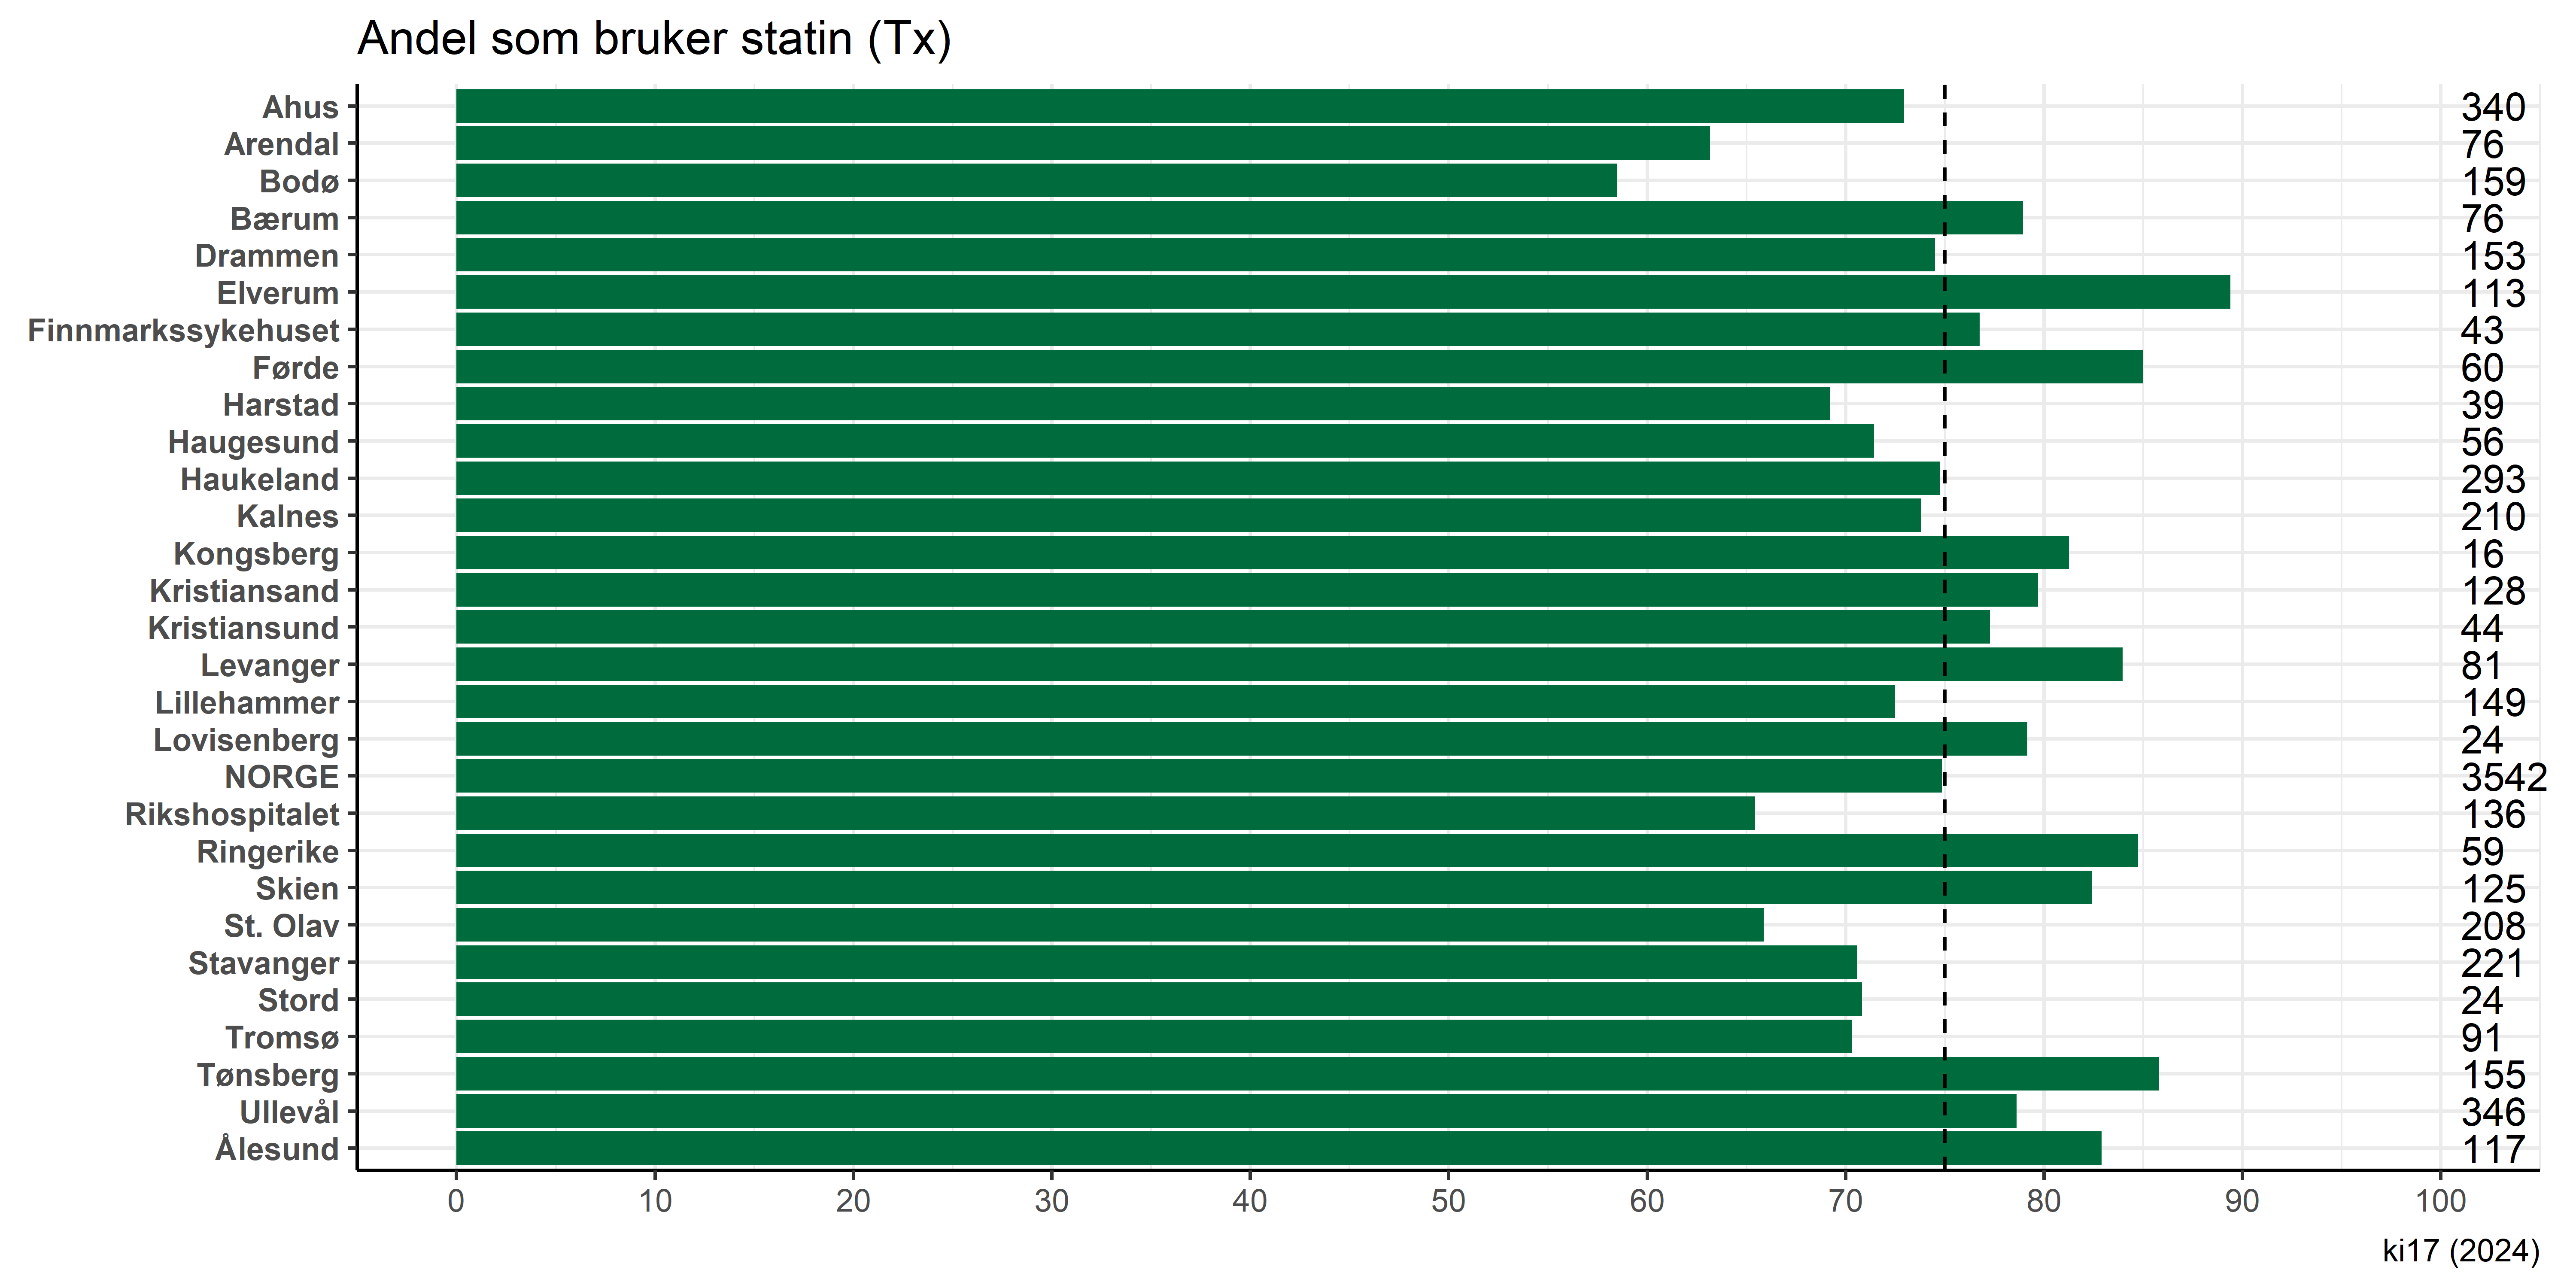 Andel som bruker statin (Tx)
Ahus 340
Arendal 76
Bodø 159
Bærum 76
Drammen 153
Elverum 113
Finnmarkssykehuset 43
Førde 60
Harstad 39
Haugesund 56
Haukeland 293
Kalnes 210
Kongsberg 16
Kristiansand 128
Kristiansund 44
Levanger 81
Lillehammer 149
Lovisenberg 24
NORGE 3542
Rikshospitalet 136
Ringerike 59
Skien 125
St. Olav 208
Stavanger 221
Stord 24
Tromsø 91
Tønsberg 155
Ullevål 346
Ålesund 117
0 10 20 30 40 50 60 70 80 90 100
ki17 (2024)